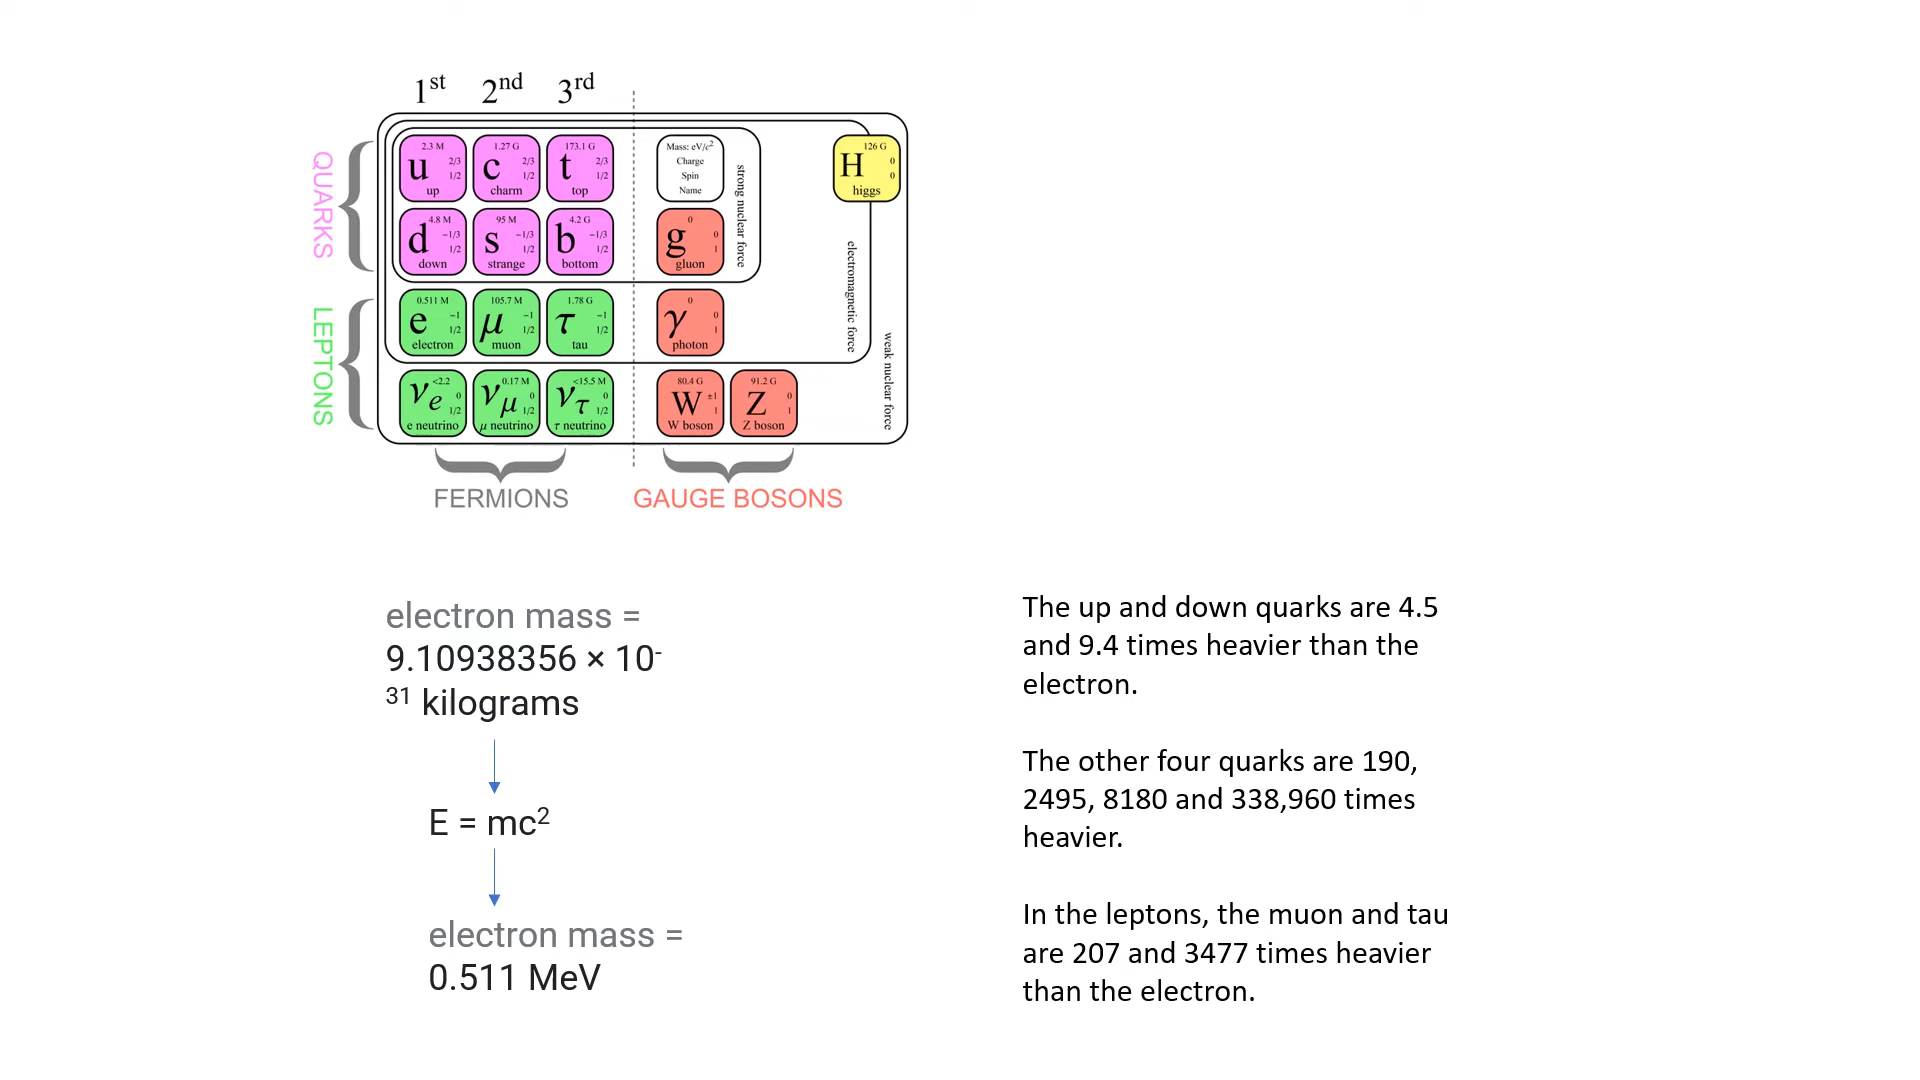 1st 2nd 3rd
QUARKS
2.3 M
u 2/3
1/2
up
1.27 G
c 2/3
1/2
charm
173.1 G
t 2/3
1/2
top
Mass: eV/c²
Charge
Spin
Name
strong nuclear force
126 G
H 0
0
higgs
4.8 M
d −1/3
1/2
down
95 M
s −1/3
1/2
strange
4.2 G
b −1/3
1/2
bottom
0
g 0
1
gluon
electromagnetic force
LEPTONS
0.511 M
e −1
1/2
electron
105.7 M
μ −1
1/2
muon
1.78 G
τ −1
1/2
tau
0
γ 0
1
photon
weak nuclear force
<2.2
νe 0
1/2
e neutrino
0.17 M
νμ 0
1/2
μ neutrino
<15.5 M
ντ 0
1/2
τ neutrino
80.4 G
W ±1
1
W boson
91.2 G
Z 0
1
Z boson
FERMIONS
GAUGE BOSONS
electron mass =
9.10938356 × 10⁻
³¹ kilograms
E = mc²
electron mass =
0.511 MeV
The up and down quarks are 4.5
and 9.4 times heavier than the
electron.
The other four quarks are 190,
2495, 8180 and 338,960 times
heavier.
In the leptons, the muon and tau
are 207 and 3477 times heavier
than the electron.